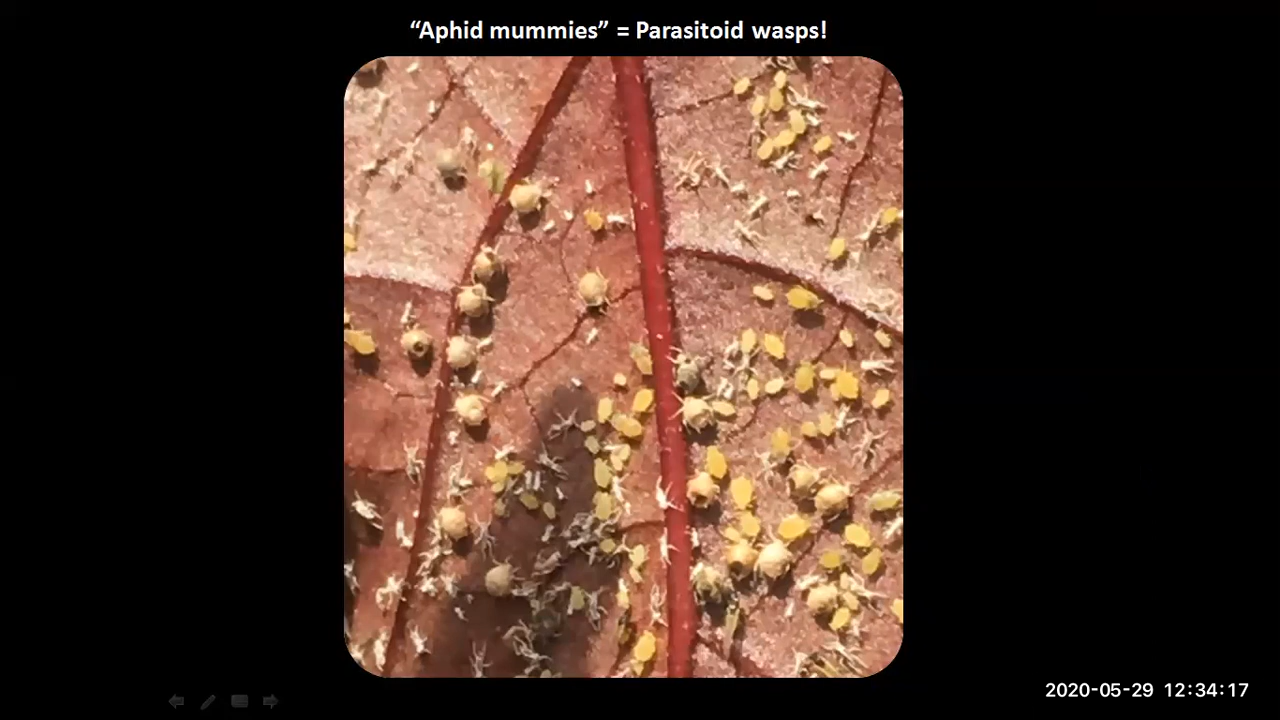 “Aphid mummies” = Parasitoid wasps!
2020-05-29 12:34:17